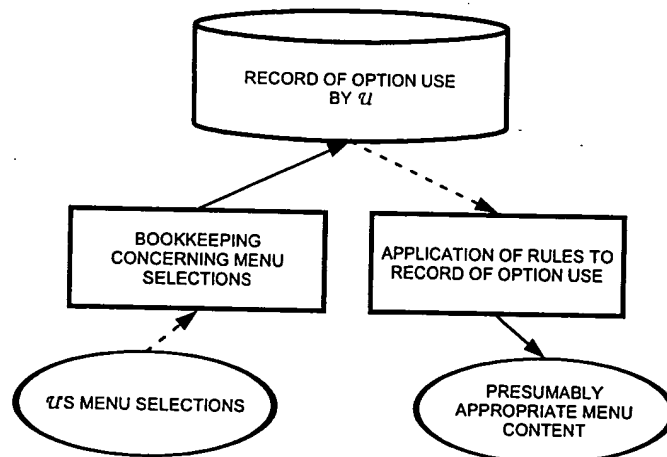 RECORD OF OPTION USE
BY 𝒰
BOOKKEEPING
CONCERNING MENU
SELECTIONS
APPLICATION OF RULES TO
RECORD OF OPTION USE
𝒰S MENU SELECTIONS
PRESUMABLY
APPROPRIATE MENU
CONTENT